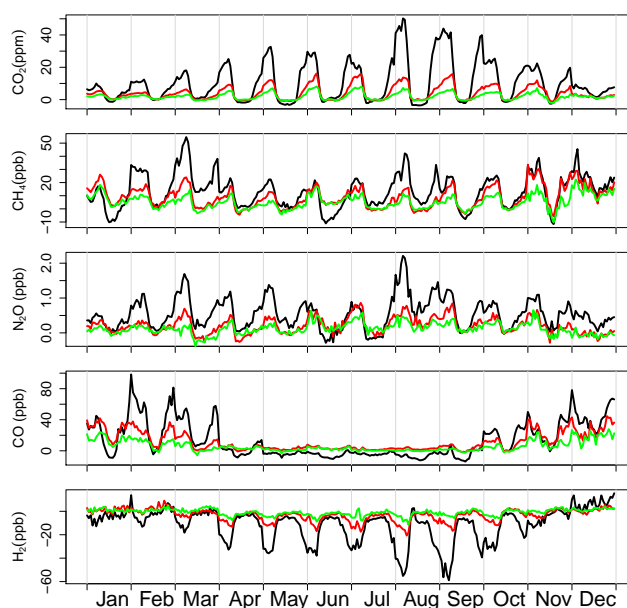 CO₂(ppm)
40
20
0
CH₄(ppb)
50
20
−10
N₂O (ppb)
2.0
1.0
0.0
CO (ppb)
80
40
0
H₂(ppb)
−20
−60
Jan Feb Mar Apr May Jun Jul Aug Sep Oct Nov Dec